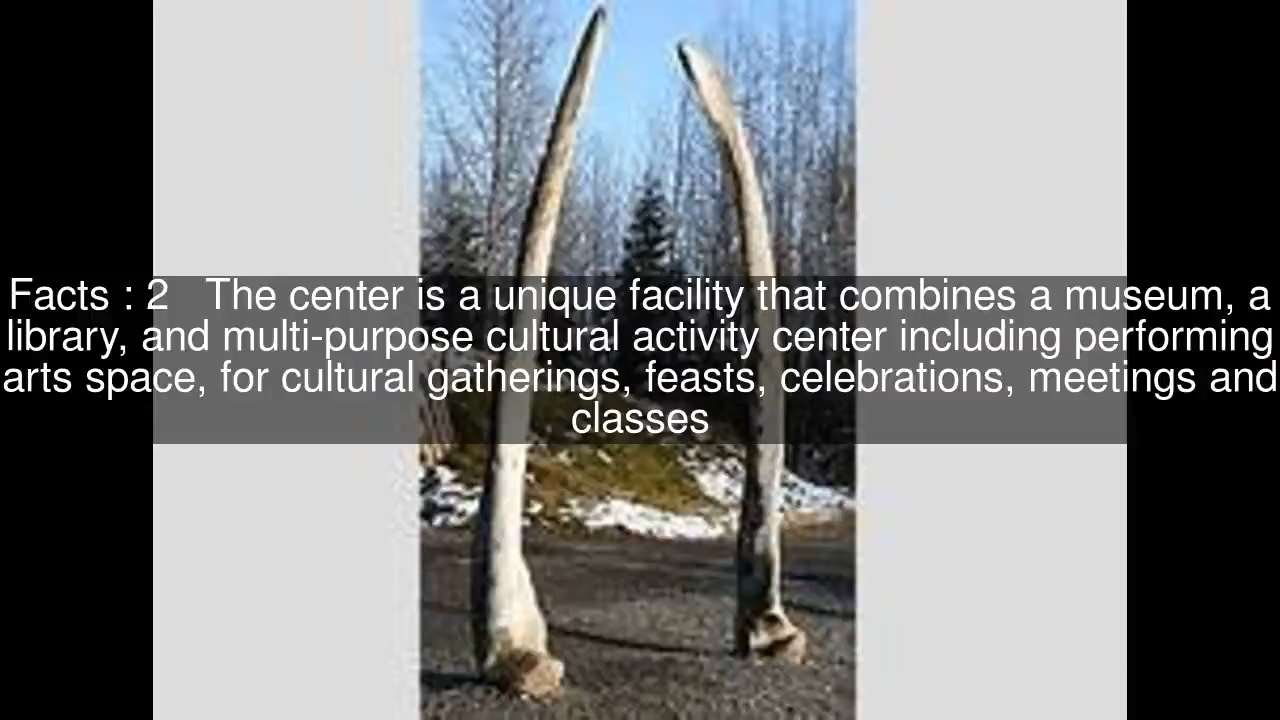 Facts : 2   The center is a unique facility that combines a museum, a
library, and multi-purpose cultural activity center including performing
arts space, for cultural gatherings, feasts, celebrations, meetings and
classes